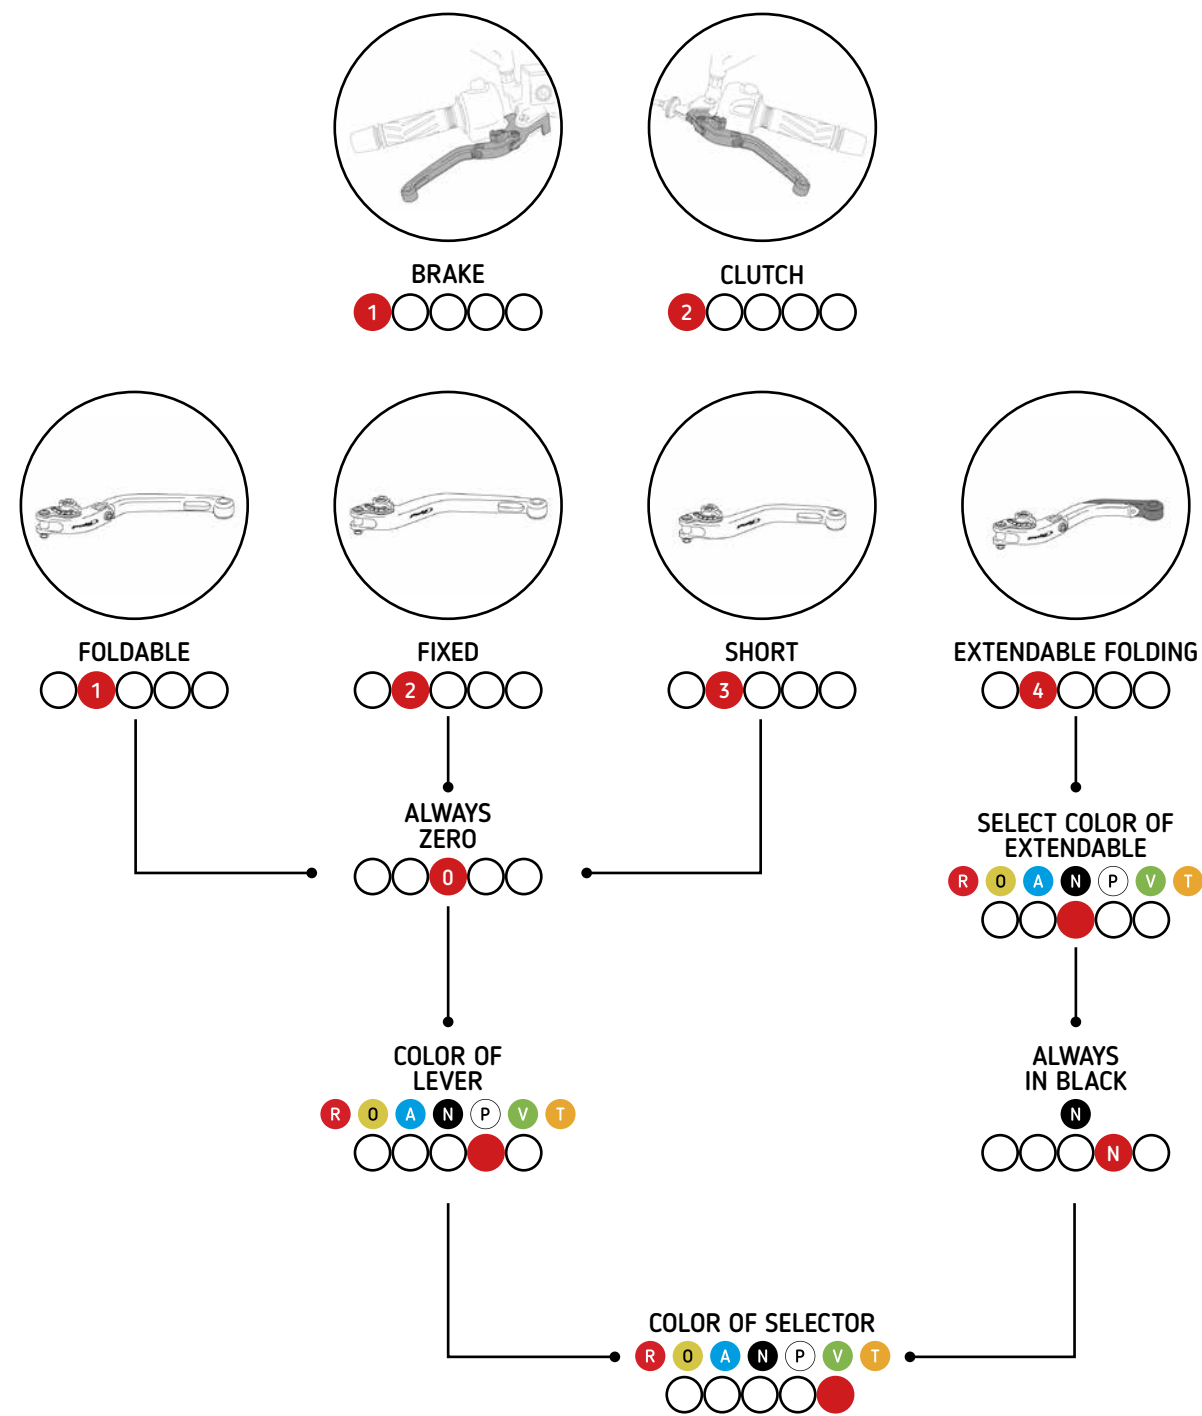 BRAKE
CLUTCH
1
2
FOLDABLE
FIXED
SHORT
EXTENDABLE FOLDING
1
2
3
4
ALWAYS
ZERO
0
SELECT COLOR OF
EXTENDABLE
R O A N P V T
COLOR OF
LEVER
R O A N P V T
ALWAYS
IN BLACK
N
N
COLOR OF SELECTOR
R O A N P V T